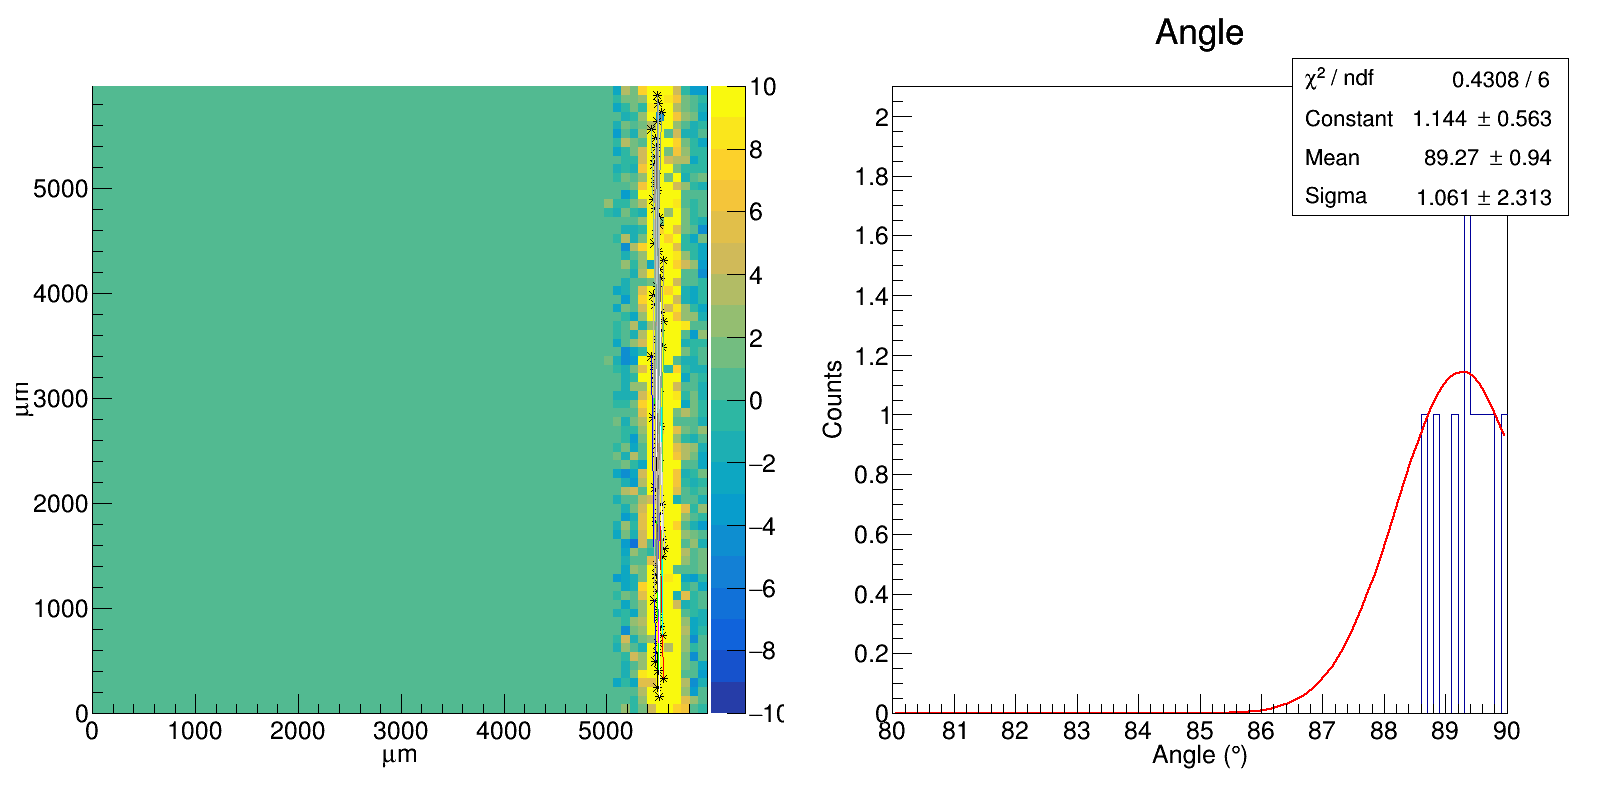 Angle
χ² / ndf 0.4308 / 6
Constant 1.144 ± 0.563
Mean 89.27 ± 0.94
Sigma 1.061 ± 2.313
5000
4000
3000
2000
1000
0
μm
0 1000 2000 3000 4000 5000
μm
10
8
6
4
2
0
−2
−4
−6
−8
−10
2
1.8
1.6
1.4
1.2
1
0.8
0.6
0.4
0.2
0
Counts
80 81 82 83 84 85 86 87 88 89 90
Angle (°)